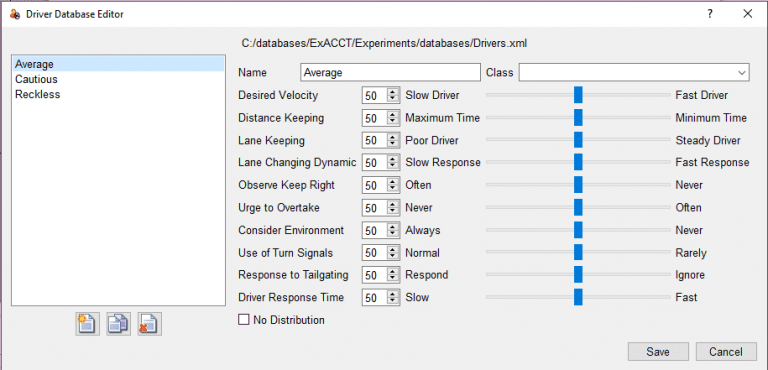 Driver Database Editor ?
C:/databases/ExACCT/Experiments/databases/Drivers.xml
Average
Cautious
Reckless
Name Average Class
Desired Velocity 50 Slow Driver Fast Driver
Distance Keeping 50 Maximum Time Minimum Time
Lane Keeping 50 Poor Driver Steady Driver
Lane Changing Dynamic 50 Slow Response Fast Response
Observe Keep Right 50 Often Never
Urge to Overtake 50 Never Often
Consider Environment 50 Always Never
Use of Turn Signals 50 Normal Rarely
Response to Tailgating 50 Respond Ignore
Driver Response Time 50 Slow Fast
No Distribution
Save Cancel